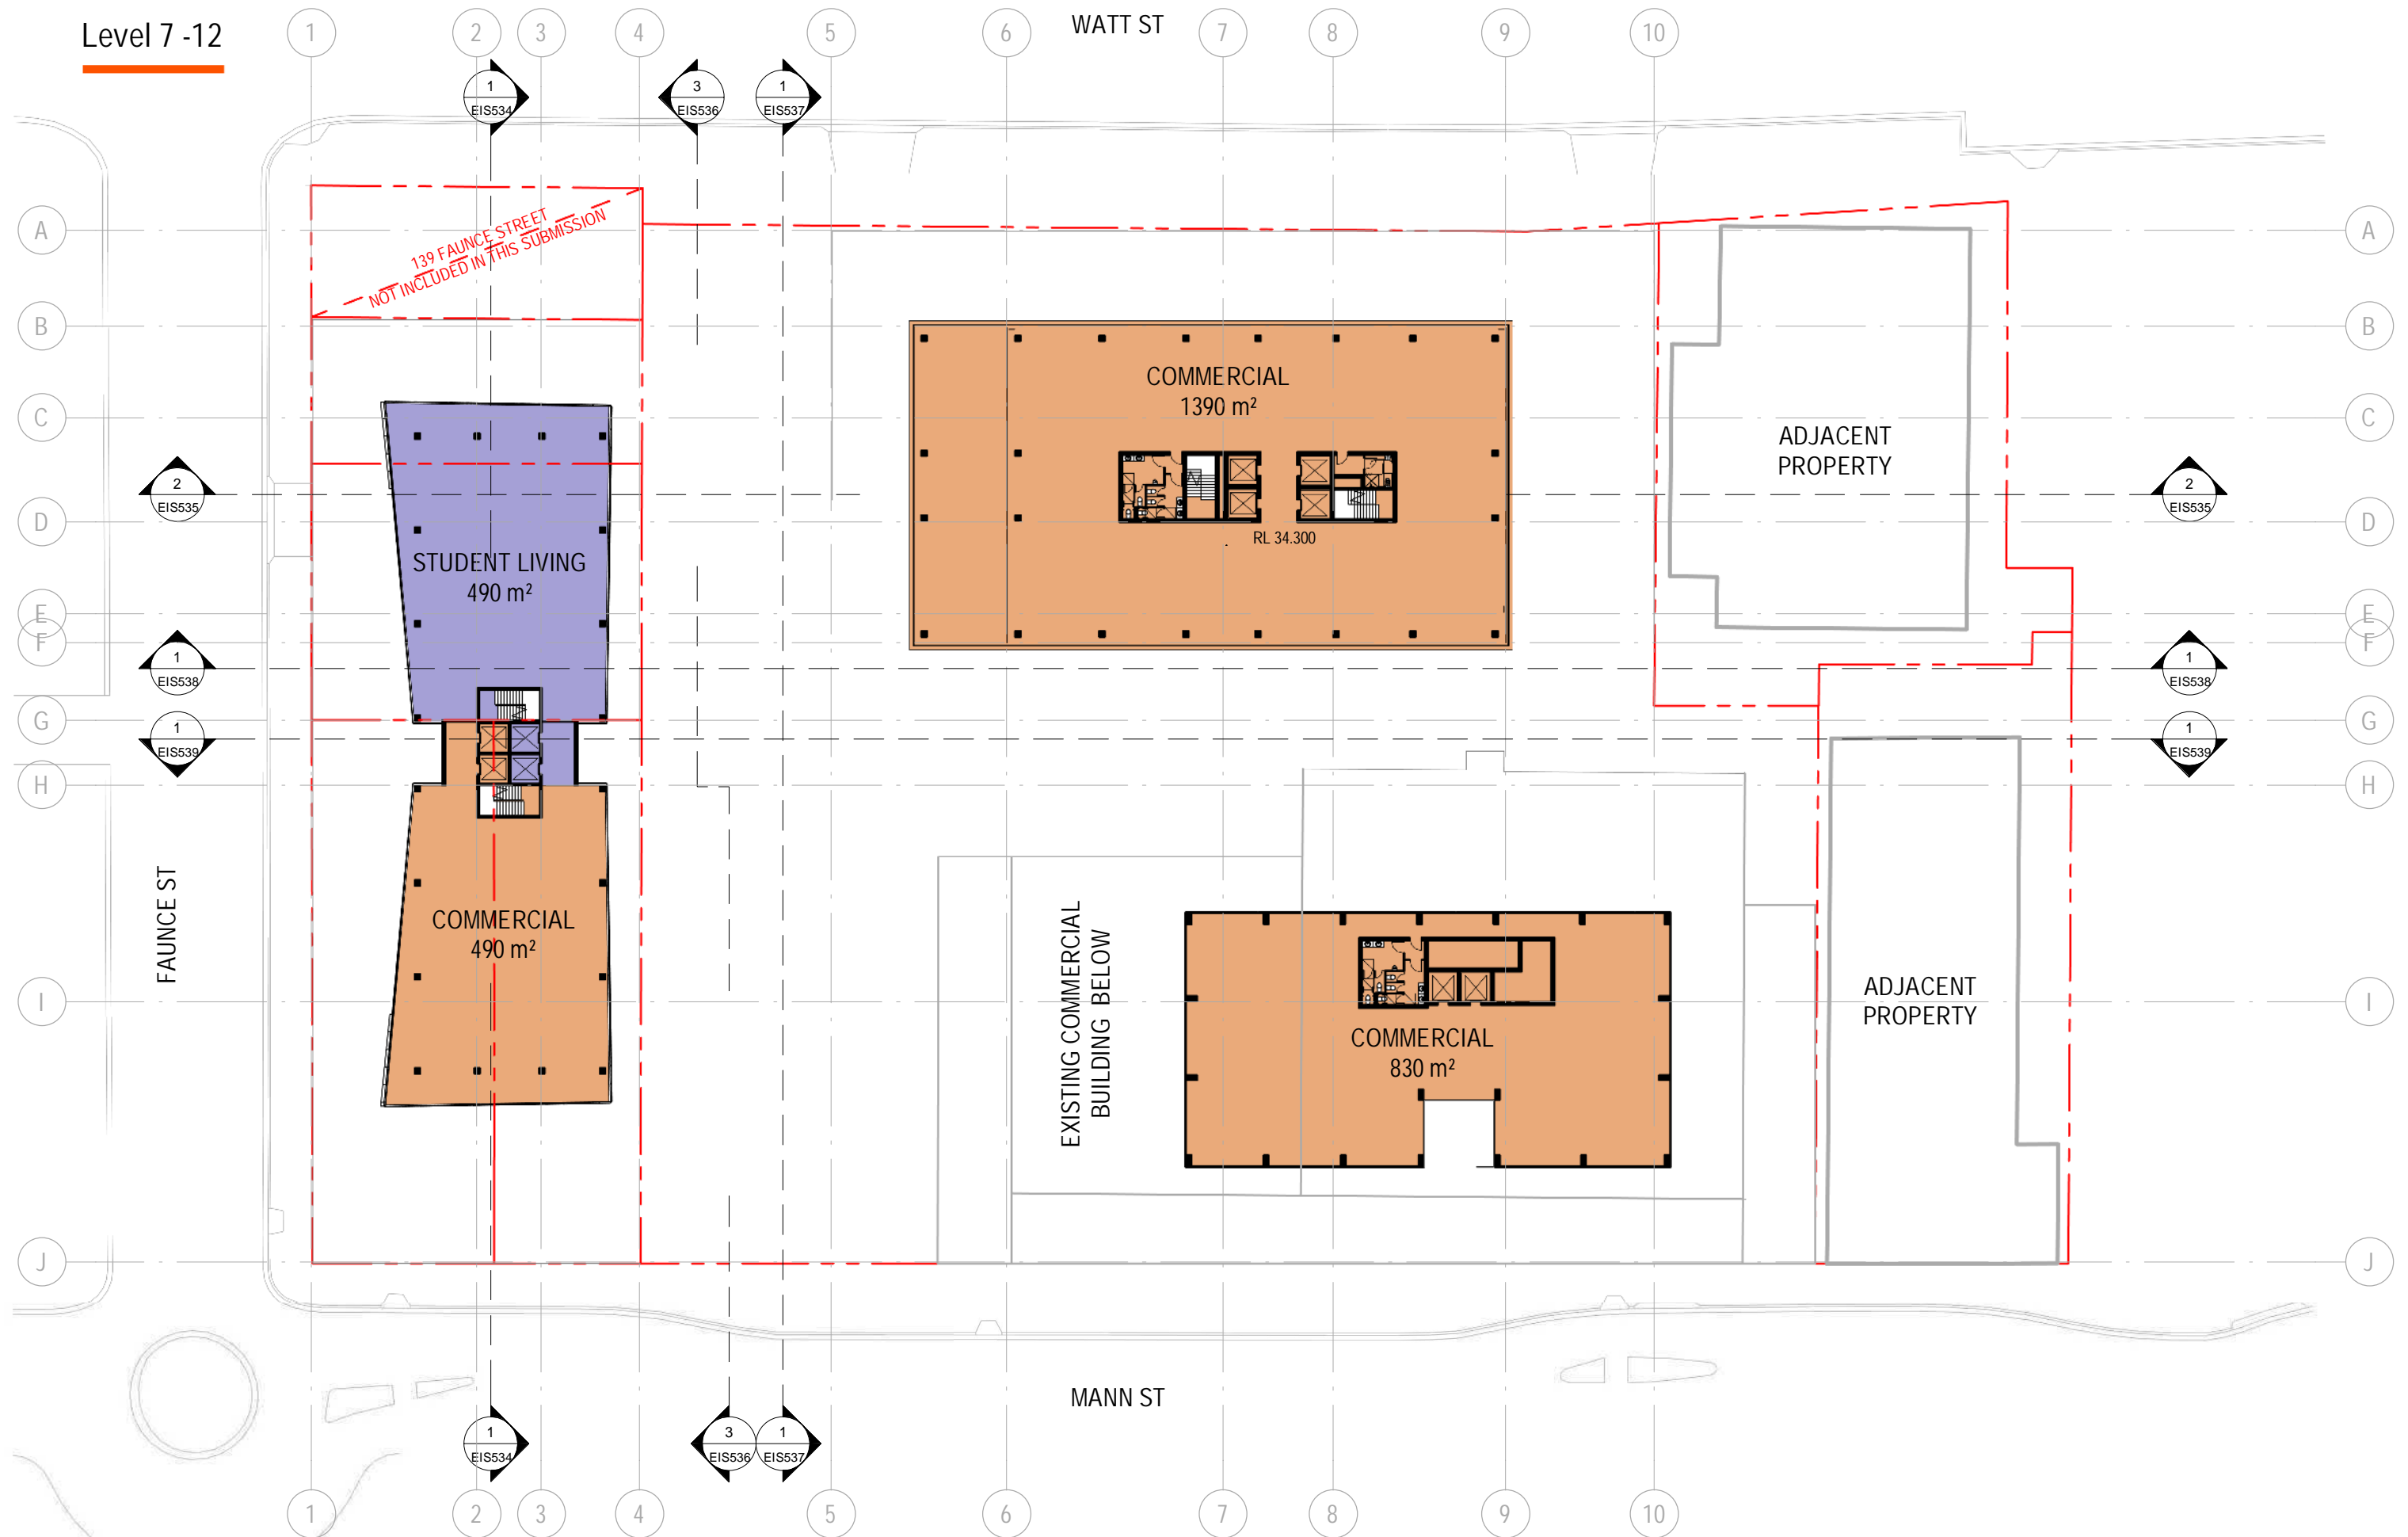 Level 7 -12
WATT ST
1
2
3
4
5
6
7
8
9
10
1
EIS534
3
EIS536
1
EIS537
A
A
139 FAUNCE STREET
NOT INCLUDED IN THIS SUBMISSION
B
B
COMMERCIAL
1390 m²
C
C
ADJACENT
PROPERTY
2
EIS535
2
EIS535
D
D
RL 34.300
STUDENT LIVING
490 m²
E
E
F
F
1
EIS538
1
EIS538
G
G
1
EIS539
1
EIS539
H
H
FAUNCE ST
COMMERCIAL
490 m²
EXISTING COMMERCIAL
BUILDING BELOW
I
I
ADJACENT
PROPERTY
COMMERCIAL
830 m²
J
J
MANN ST
1
EIS534
3
EIS536
1
EIS537
1
2
3
4
5
6
7
8
9
10